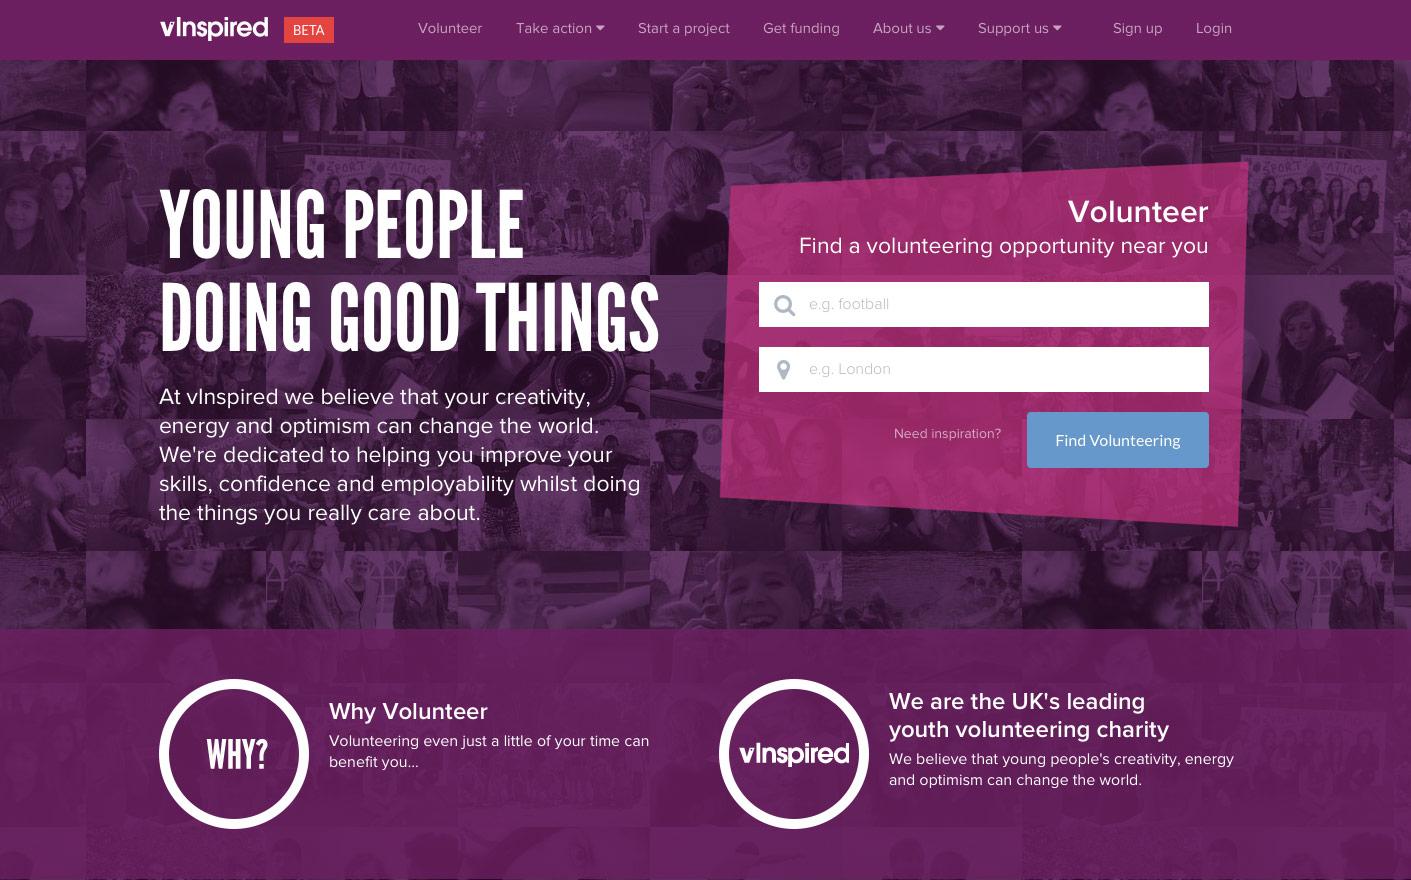 vInspired BETA Volunteer Take action Start a project Get funding About us Support us Sign up Login
YOUNG PEOPLE
DOING GOOD THINGS
At vInspired we believe that your creativity,
energy and optimism can change the world.
We're dedicated to helping you improve your
skills, confidence and employability whilst doing
the things you really care about.
Volunteer
Find a volunteering opportunity near you
e.g. football
e.g. London
Need inspiration? Find Volunteering
SPORT ATTACK
WHY?
Why Volunteer
Volunteering even just a little of your time can
benefit you...
vInspired
We are the UK's leading
youth volunteering charity
We believe that young people's creativity, energy
and optimism can change the world.